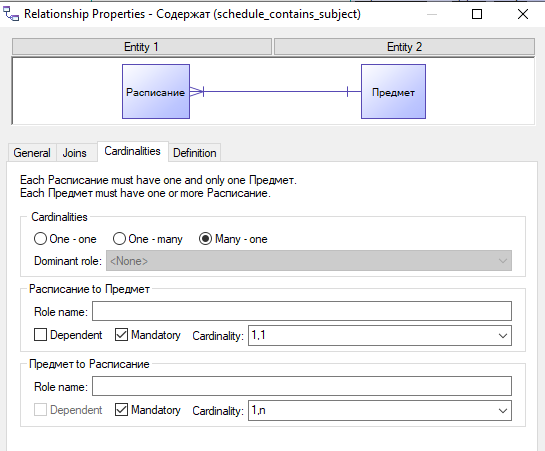 Relationship Properties - Содержат (schedule_contains_subject)
Entity 1 Entity 2
Расписание Предмет
General Joins Cardinalities Definition
Each Расписание must have one and only one Предмет.
Each Предмет must have one or more Расписание.
Cardinalities
One - one One - many Many - one
Dominant role: <None>
Расписание to Предмет
Role name:
Dependent Mandatory Cardinality: 1,1
Предмет to Расписание
Role name:
Dependent Mandatory Cardinality: 1,n